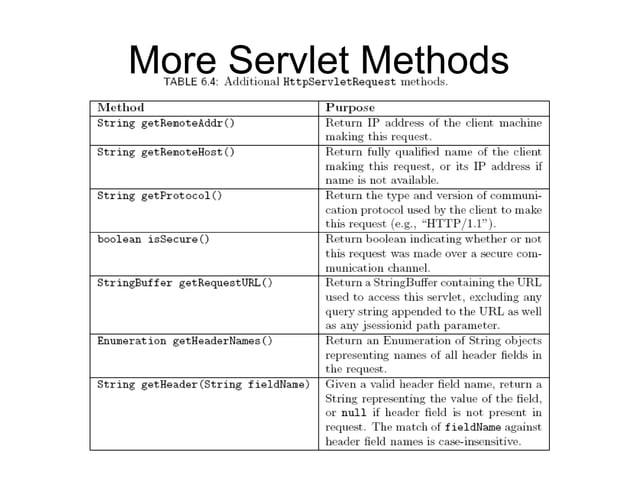 More Servlet Methods
TABLE 6.4: Additional HttpServletRequest methods.
Method Purpose
String getRemoteAddr() Return IP address of the client machine
making this request.
String getRemoteHost() Return fully qualified name of the client
making this request, or its IP address if
name is not available.
String getProtocol() Return the type and version of communi-
cation protocol used by the client to make
this request (e.g., “HTTP/1.1”).
boolean isSecure() Return boolean indicating whether or not
this request was made over a secure com-
munication channel.
StringBuffer getRequestURL() Return a StringBuffer containing the URL
used to access this servlet, excluding any
query string appended to the URL as well
as any jsessionid path parameter.
Enumeration getHeaderNames() Return an Enumeration of String objects
representing names of all header fields in
the request.
String getHeader(String fieldName) Given a valid header field name, return a
String representing the value of the field,
or null if header field is not present in
request. The match of fieldName against
header field names is case-insensitive.